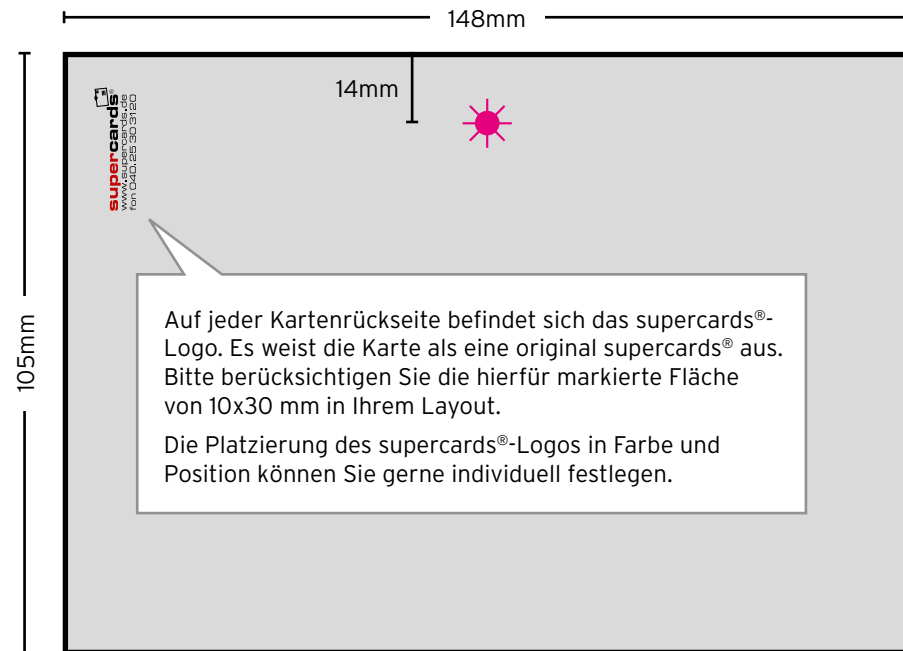 148mm
14mm
105mm
supercards®
www.supercards.de
fon 040.25 30 3120
Auf jeder Kartenrückseite befindet sich das supercards®-
Logo. Es weist die Karte als eine original supercards® aus.
Bitte berücksichtigen Sie die hierfür markierte Fläche
von 10x30 mm in Ihrem Layout.
Die Platzierung des supercards®-Logos in Farbe und
Position können Sie gerne individuell festlegen.